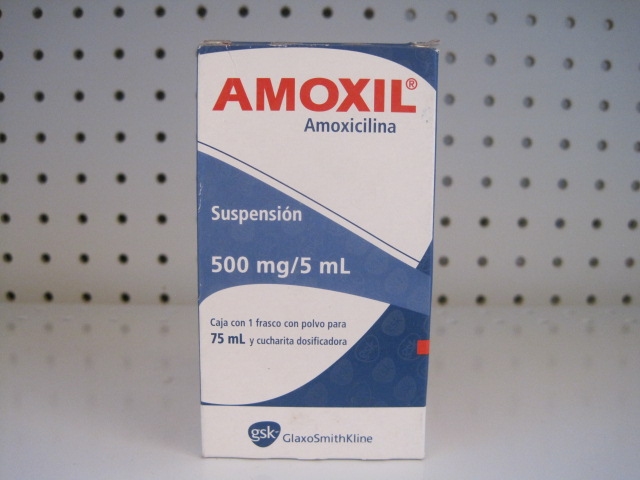 AMOXIL®
Amoxicilina
Suspensión
500 mg/5 mL
Caja con 1 frasco con polvo para
75 mL y cucharita dosificadora
gsk GlaxoSmithKline